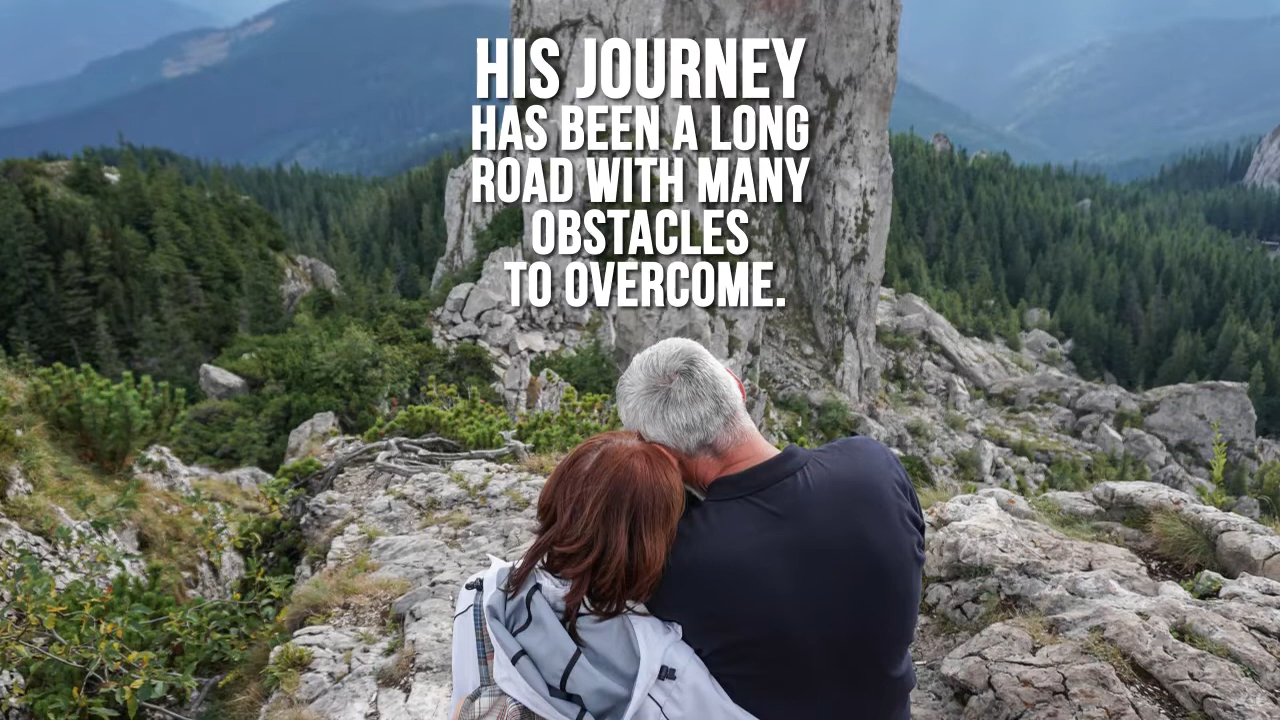 HIS JOURNEY
HAS BEEN A LONG
ROAD WITH MANY
OBSTACLES
TO OVERCOME.